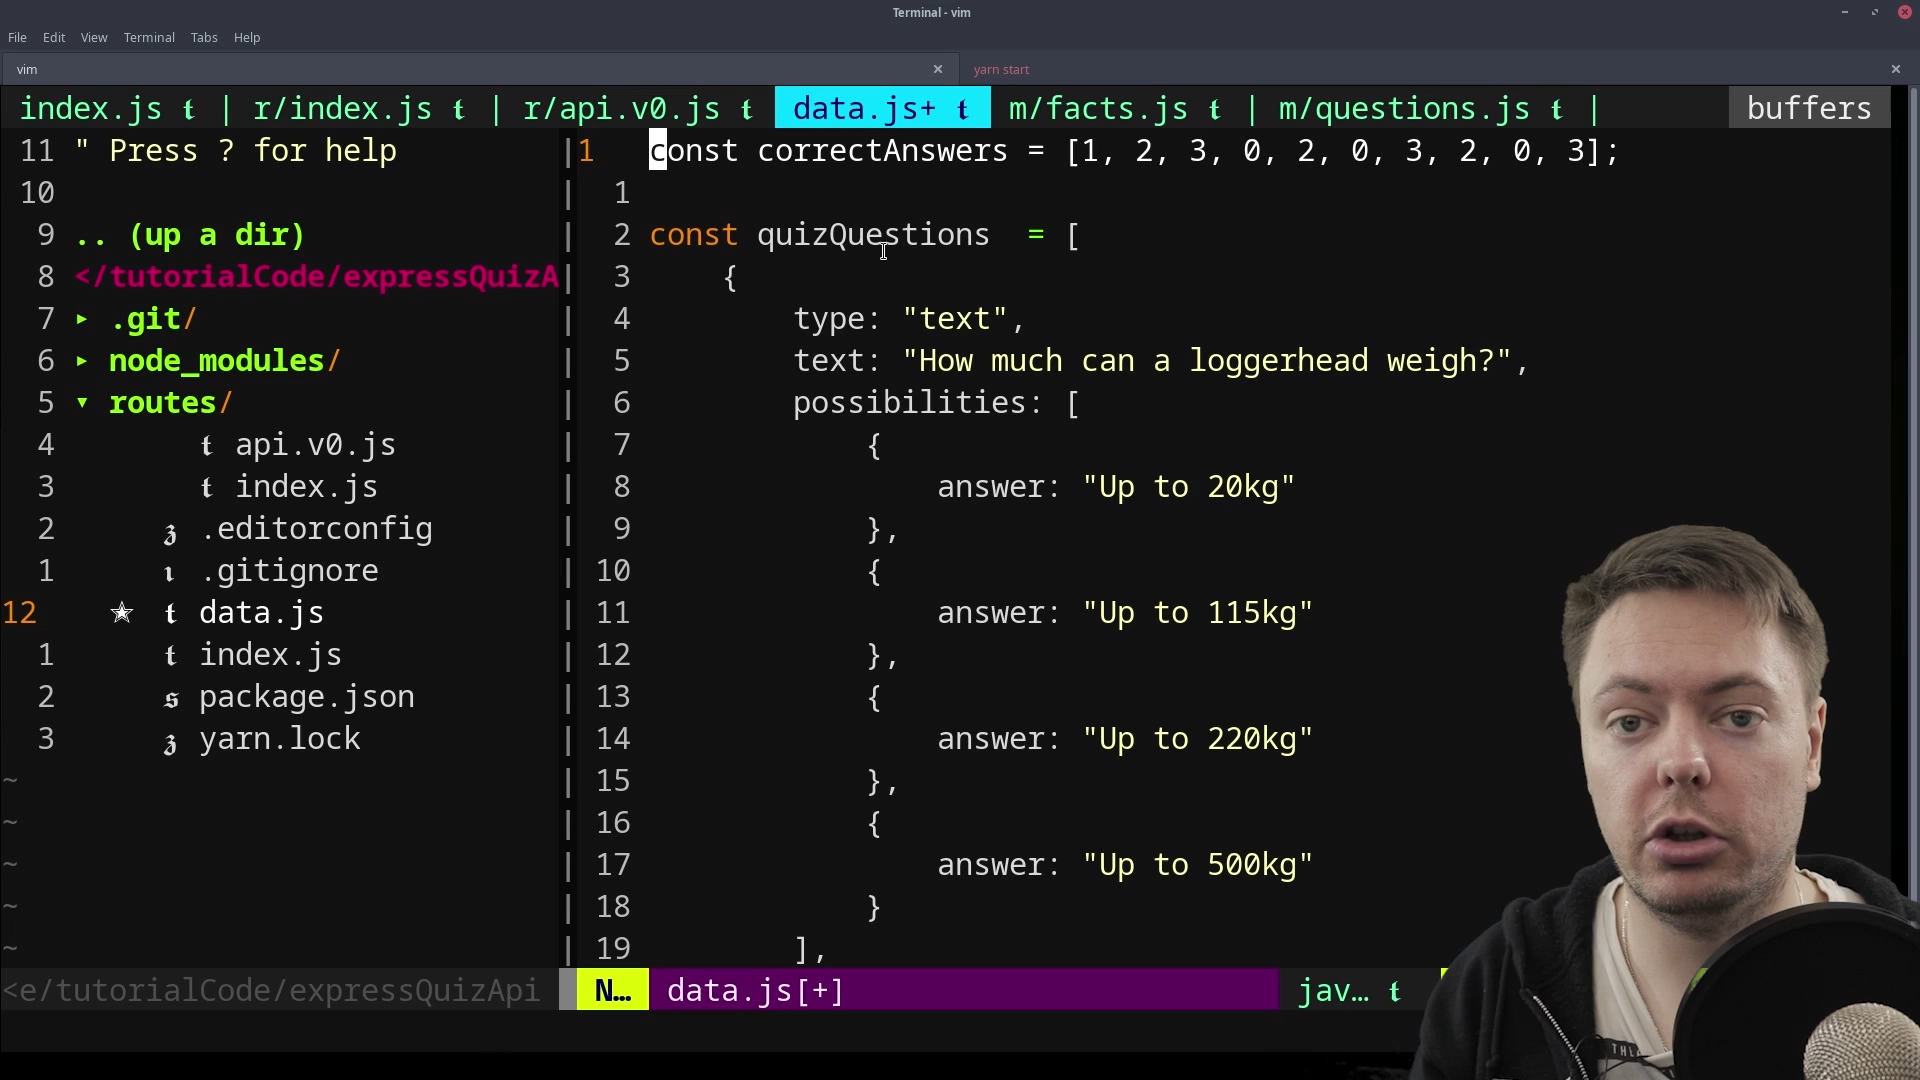 Terminal - vim
File Edit View Terminal Tabs Help
vim
yarn start
index.js t | r/index.js t | r/api.v0.js t data.js+ t m/facts.js t | m/questions.js t | buffers
11 " Press ? for help
10
9 .. (up a dir)
8 </tutorialCode/expressQuizA
7 ▸ .git/
6 ▸ node_modules/
5 ▾ routes/
4 t api.v0.js
3 t index.js
2 .editorconfig
1 .gitignore
12 ☆ t data.js
1 t index.js
2 s package.json
3 yarn.lock
~
~
~
~
~
<e/tutorialCode/expressQuizApi
1 const correctAnswers = [1, 2, 3, 0, 2, 0, 3, 2, 0, 3];
1
2 const quizQuestions  = [
3 {
4 type: "text",
5 text: "How much can a loggerhead weigh?",
6 possibilities: [
7 {
8 answer: "Up to 20kg"
9 },
10 {
11 answer: "Up to 115kg"
12 },
13 {
14 answer: "Up to 220kg"
15 },
16 {
17 answer: "Up to 500kg"
18 }
19 ],
N… data.js[+] jav… t